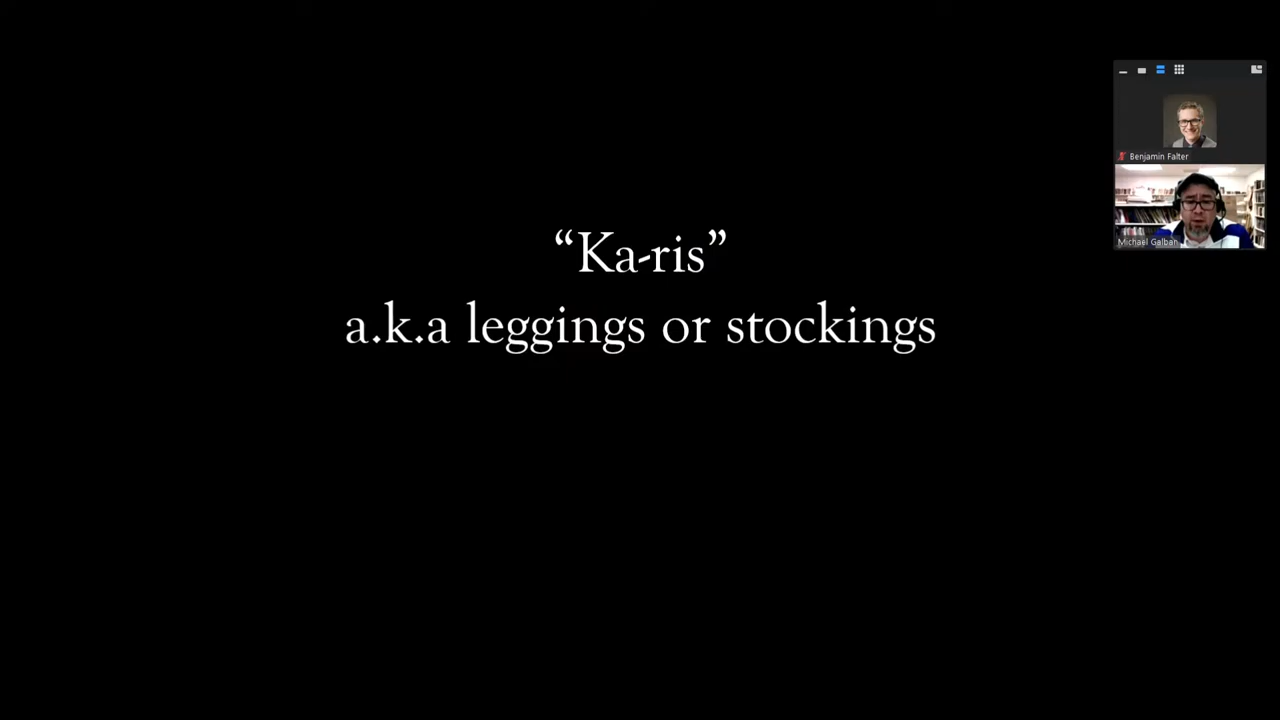 “Ka-ris”
a.k.a leggings or stockings
Benjamin Falter
Michael Galban